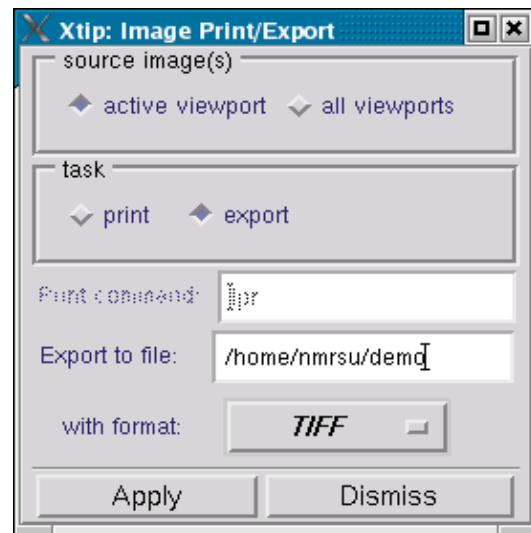 Xtip: Image Print/Export
source image(s)
active viewport all viewports
task
print export
Print command: lpr
Export to file: /home/nmrsu/demo
with format: TIFF
Apply Dismiss